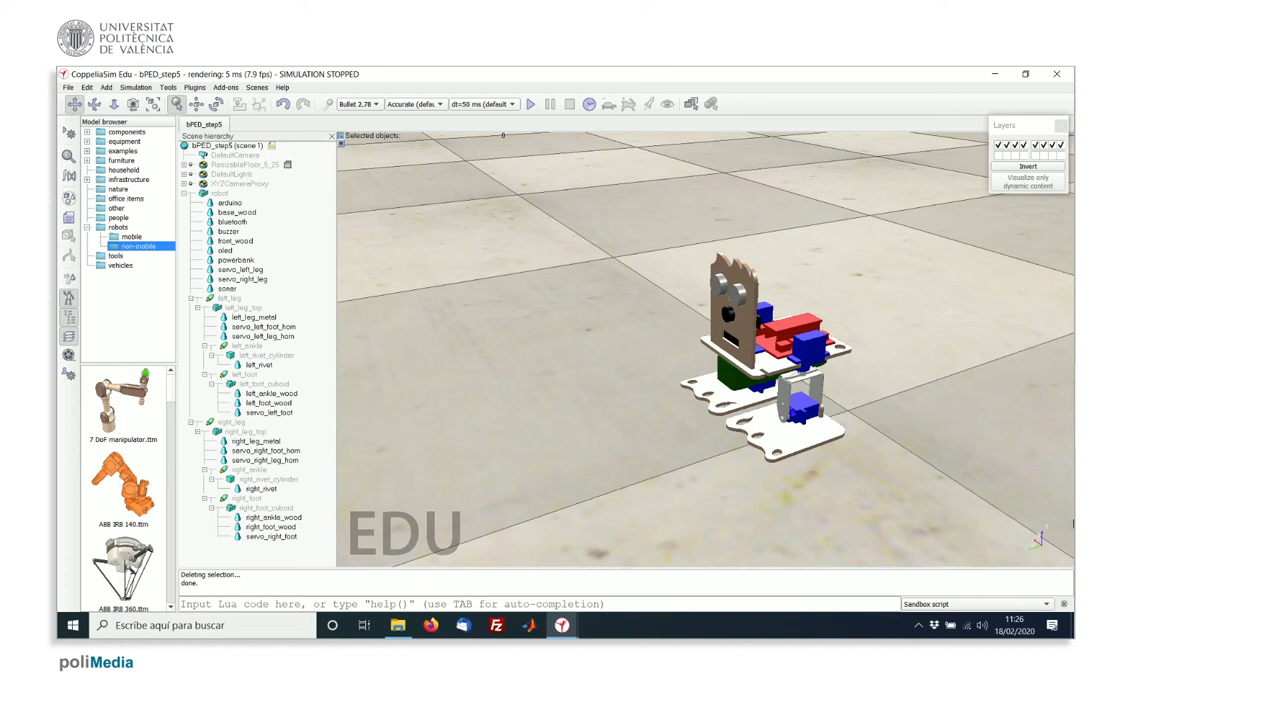 UNIVERSITAT
POLITÈCNICA
DE VALÈNCIA
CoppeliaSim Edu - bPED_step5 - rendering: 5 ms (7.9 fps) - SIMULATION STOPPED
File Edit Add Simulation Tools Plugins Add-ons Scenes Help
Bullet 2.78 Accurate (defau dt=50 ms (default)
Model browser
components
equipment
examples
furniture
infrastructure
household
nature
office items
other
people
robots
mobile
non-mobile
tools
vehicles
7 DoF manipulator.ttm
ABB IRB 140.ttm
ABB IRB 360.ttm
bPED_step5
Scene hierarchy
bPED_step5 (scene 1)
DefaultCamera
ResizableFloor_5_25
DefaultLights
XYZCameraProxy
robot
arduino
base_wood
bluetooth
buzzer
front_wood
oled
powerbank
servo_left_leg
servo_right_leg
sonar
left_leg
left_leg_top
left_leg_metal
servo_left_foot_horn
servo_left_leg_horn
left_ankle
left_rivet_cylinder
left_rivet
left_foot
left_foot_cuboid
left_ankle_wood
left_foot_wood
servo_left_foot
right_leg
right_leg_top
right_leg_metal
servo_right_foot_horn
servo_right_leg_horn
right_ankle
right_rivet_cylinder
right_rivet
right_foot
right_foot_cuboid
right_ankle_wood
right_foot_wood
servo_right_foot
Selected objects: 0
Layers
Invert
Visualize only
dynamic content
EDU
Deleting selection...
done.
Input Lua code here, or type "help()" (use TAB for auto-completion)
Sandbox script
Escribe aquí para buscar
11:26
18/02/2020
poliMedia